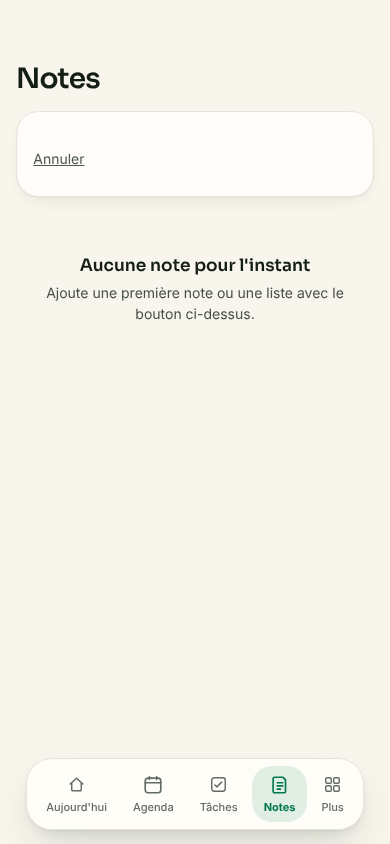 Notes
Annuler
Aucune note pour l'instant
Ajoute une première note ou une liste avec le
bouton ci-dessus.
Aujourd'hui
Agenda
Tâches
Notes
Plus